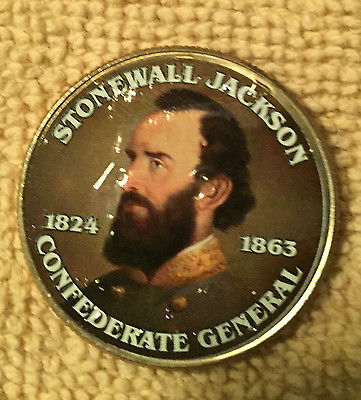 STONEWALL JACKSON
1824
1863
CONFEDERATE GENERAL